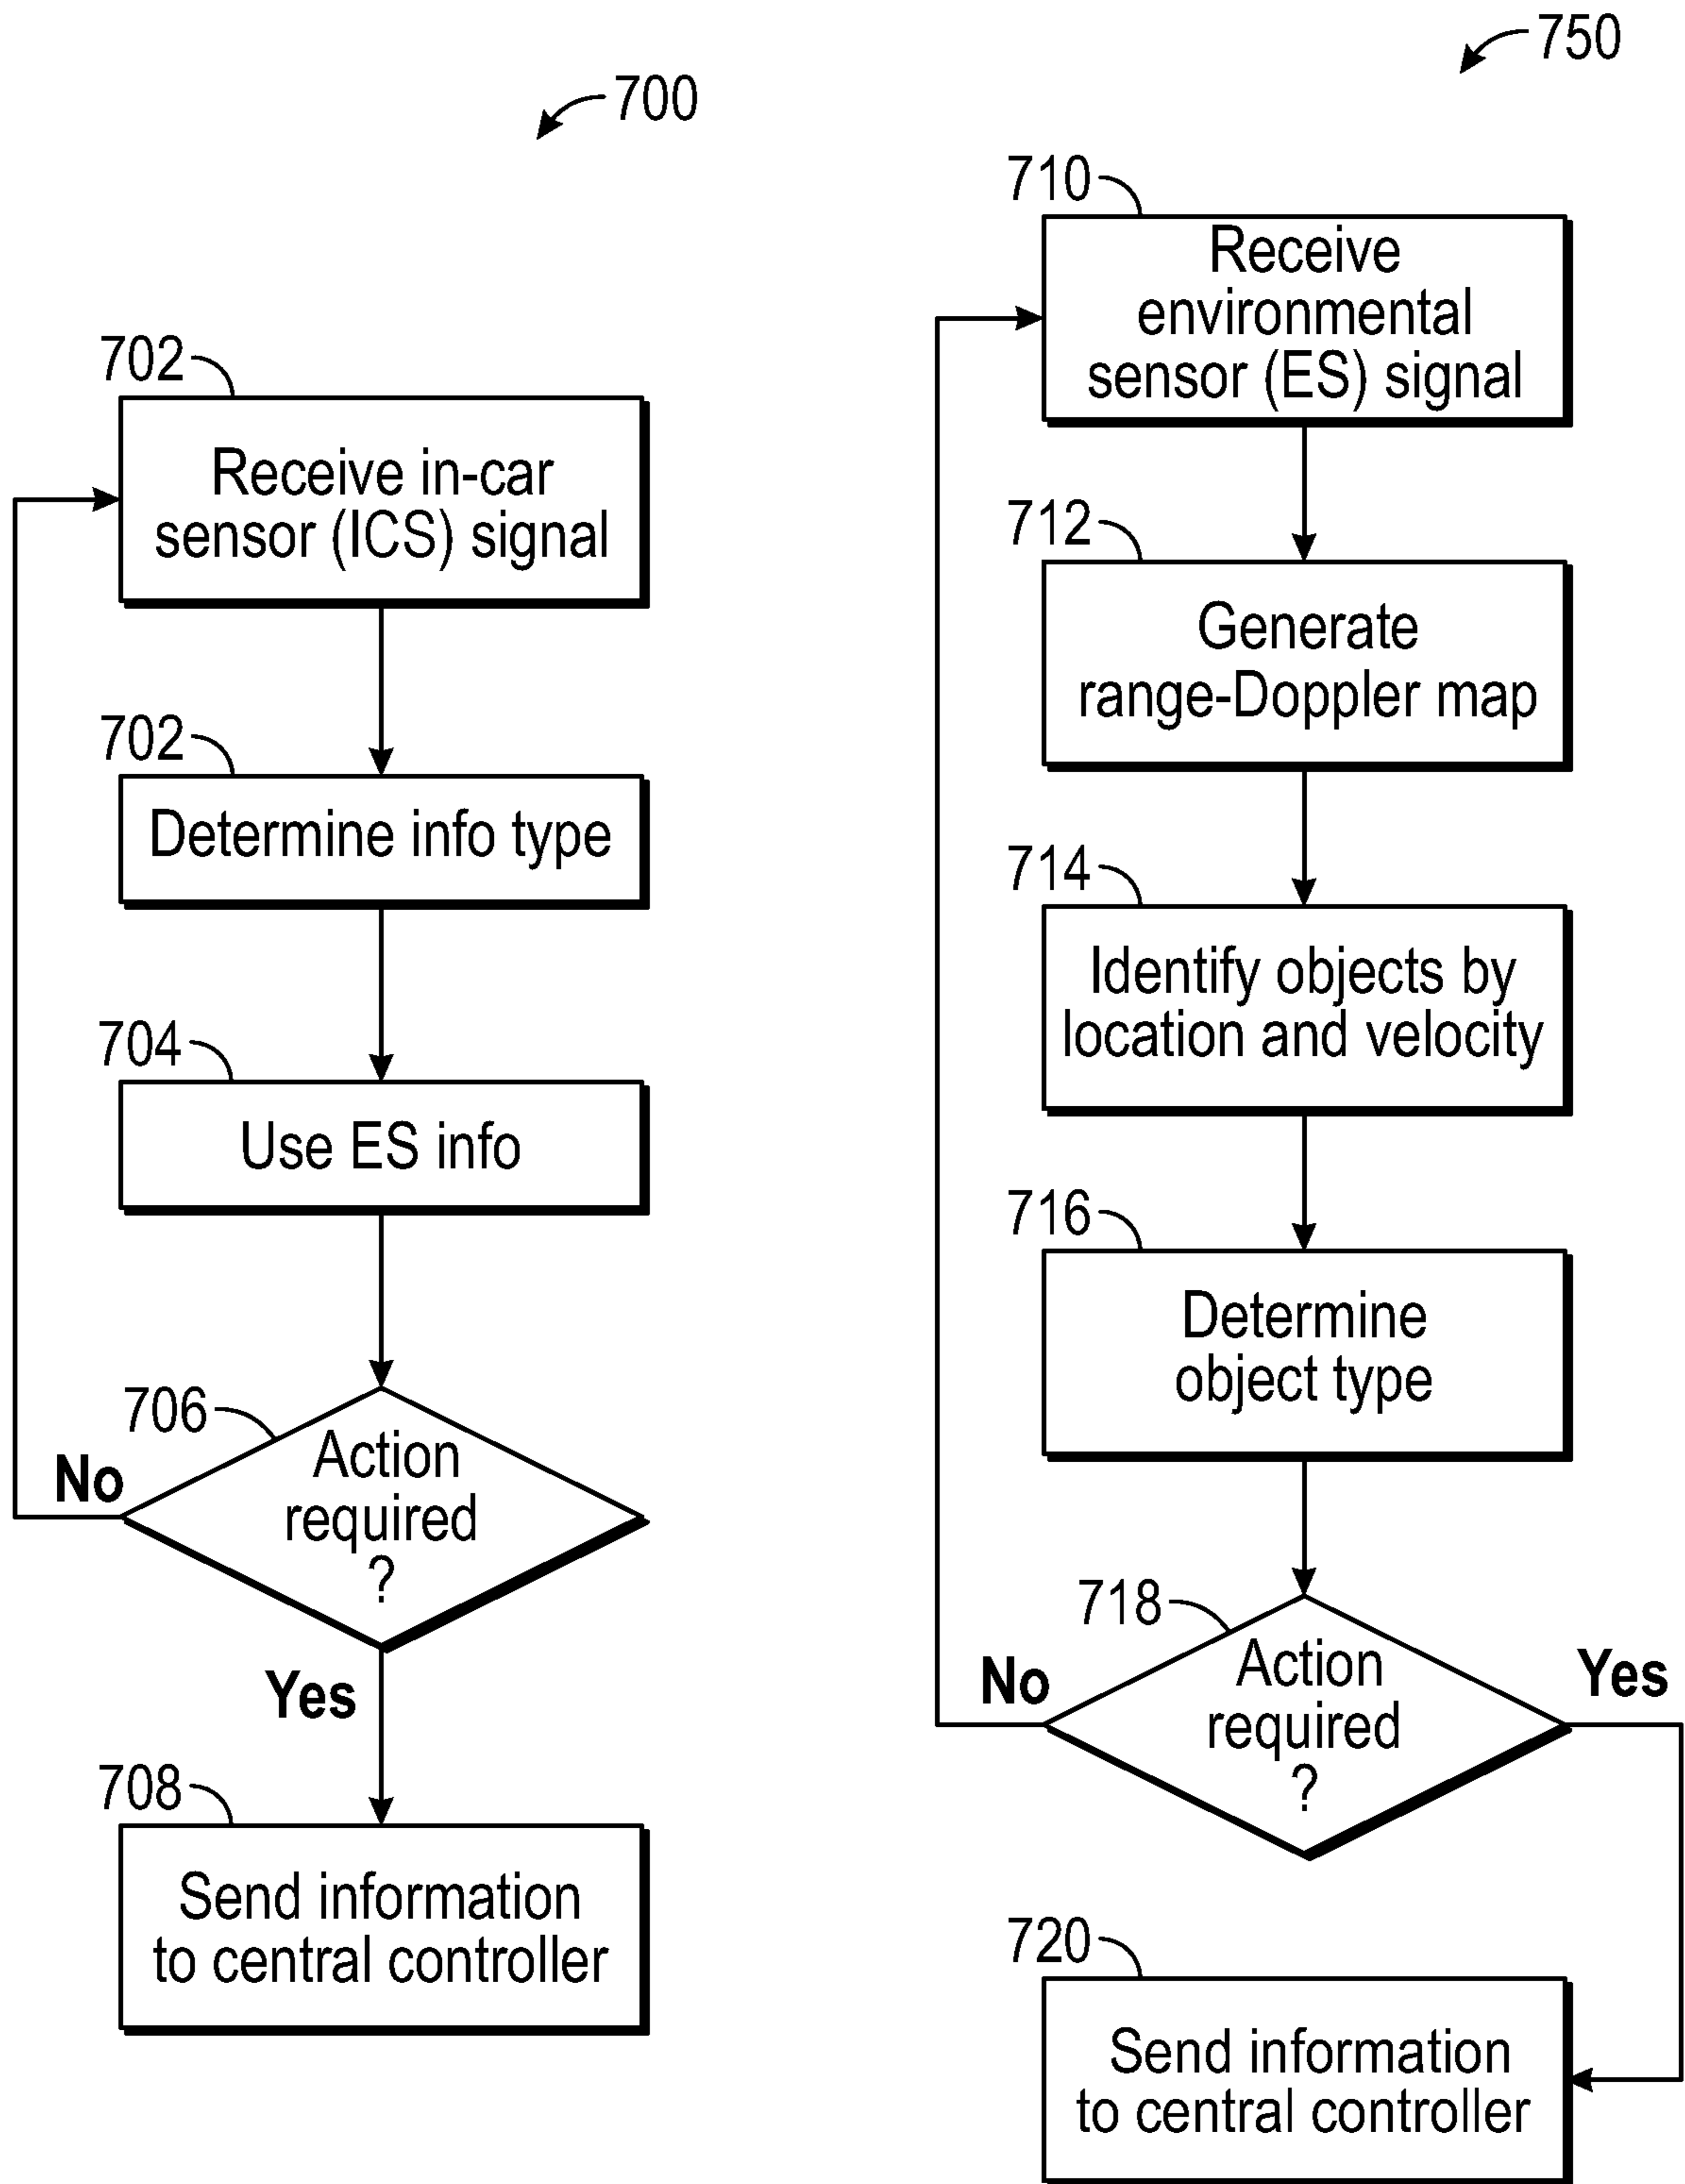 700
702
Receive in-car
sensor (ICS) signal
702
Determine info type
704
Use ES info
706
Action
required
?
No
Yes
708
Send information
to central controller
750
710
Receive
environmental
sensor (ES) signal
712
Generate
range-Doppler map
714
Identify objects by
location and velocity
716
Determine
object type
718
Action
required
?
No
Yes
720
Send information
to central controller